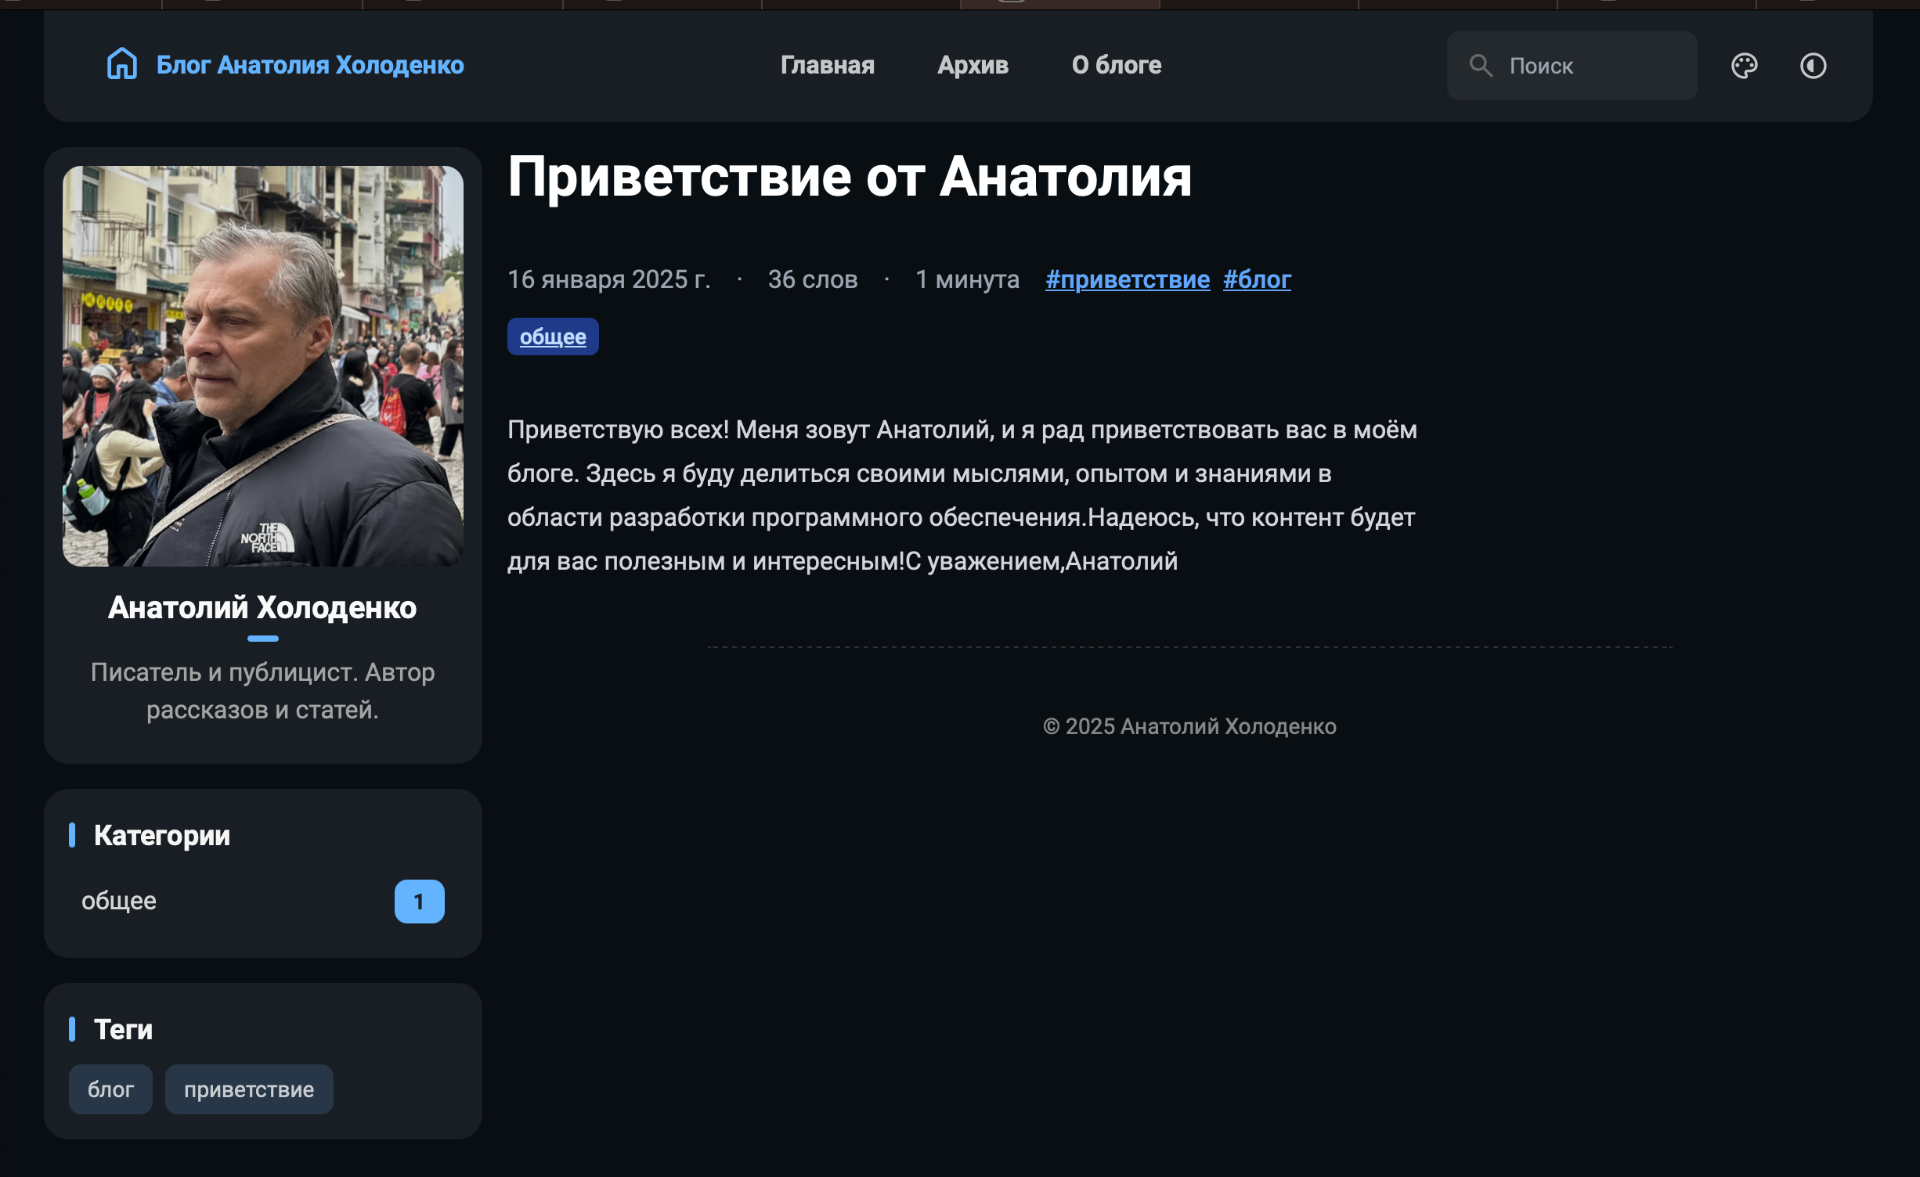 Блог Анатолия Холоденко
Главная
Архив
О блоге
Поиск
THE
NORTH
FACE
Анатолий Холоденко
Писатель и публицист. Автор
рассказов и статей.
Категории
общее
1
Теги
блог
приветствие
Приветствие от Анатолия
16 января 2025 г. · 36 слов · 1 минута #приветствие #блог
общее
Приветствую всех! Меня зовут Анатолий, и я рад приветствовать вас в моём
блоге. Здесь я буду делиться своими мыслями, опытом и знаниями в
области разработки программного обеспечения.Надеюсь, что контент будет
для вас полезным и интересным!С уважением,Анатолий
© 2025 Анатолий Холоденко